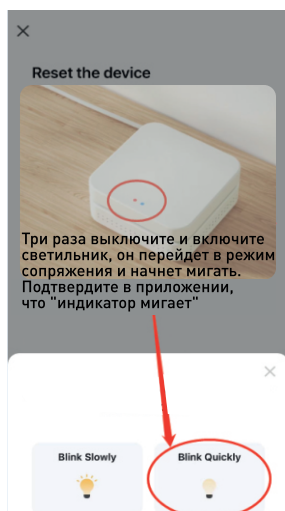 Reset the device
Три раза выключите и включите
светильник, он перейдет в режим
сопряжения и начнет мигать.
Подтвердите в приложении,
что "индикатор мигает"
Blink Slowly
Blink Quickly